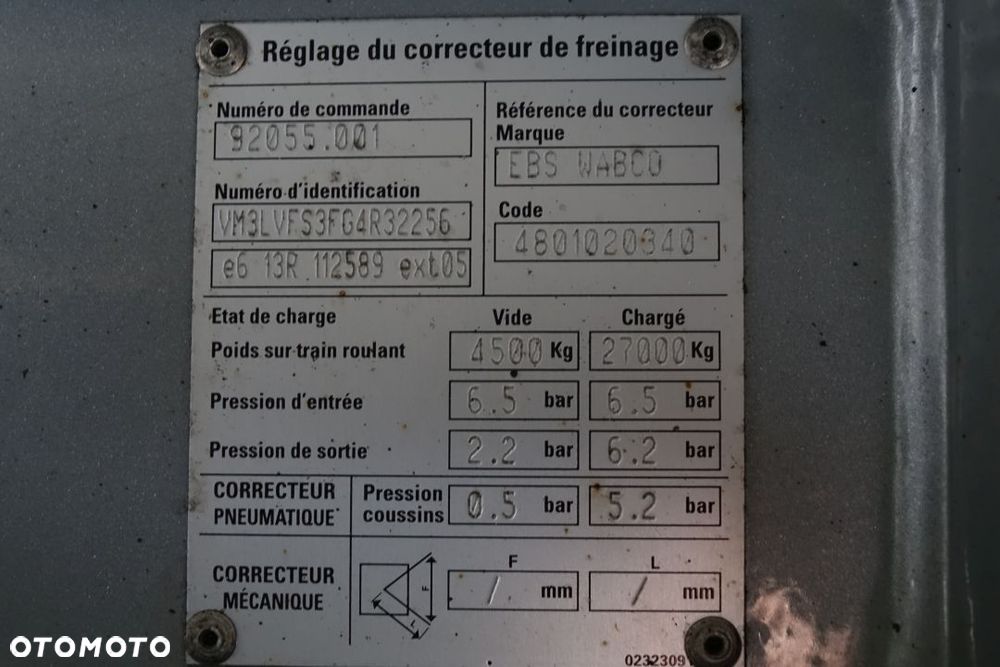 Réglage du correcteur de freinage
Numéro de commande
92055.001
Numéro d'identification
VM3LVFS3FG4R32256
e6 13R.112589 ext05
Référence du correcteur
Marque
EBS WABCO
Code
4801020340
Etat de charge Vide Chargé
Poids sur train roulant 4500 Kg 27000 Kg
Pression d'entrée 6.5 bar 6.5 bar
Pression de sortie 2.2 bar 6.2 bar
CORRECTEUR PNEUMATIQUE
Pression coussins 0.5 bar 5.2 bar
CORRECTEUR MÉCANIQUE
F L
F
L
/ mm / mm
0232309
OTOMOTO